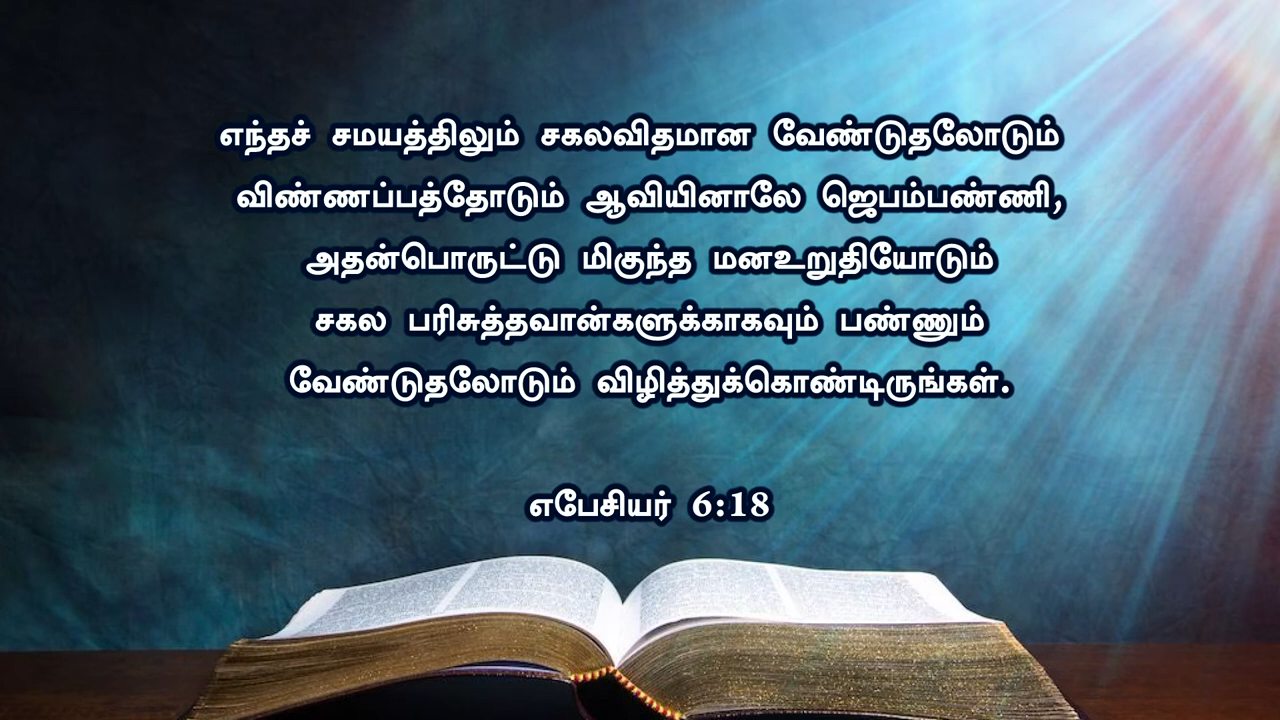 எந்தச் சமயத்திலும் சகலவிதமான வேண்டுதலோடும்
விண்ணப்பத்தோடும் ஆவியினாலே ஜெபம்பண்ணி,
அதன்பொருட்டு மிகுந்த மனஉறுதியோடும்
சகல பரிசுத்தவான்களுக்காகவும் பண்ணும்
வேண்டுதலோடும் விழித்துக்கொண்டிருங்கள்.
எபேசியர் 6:18